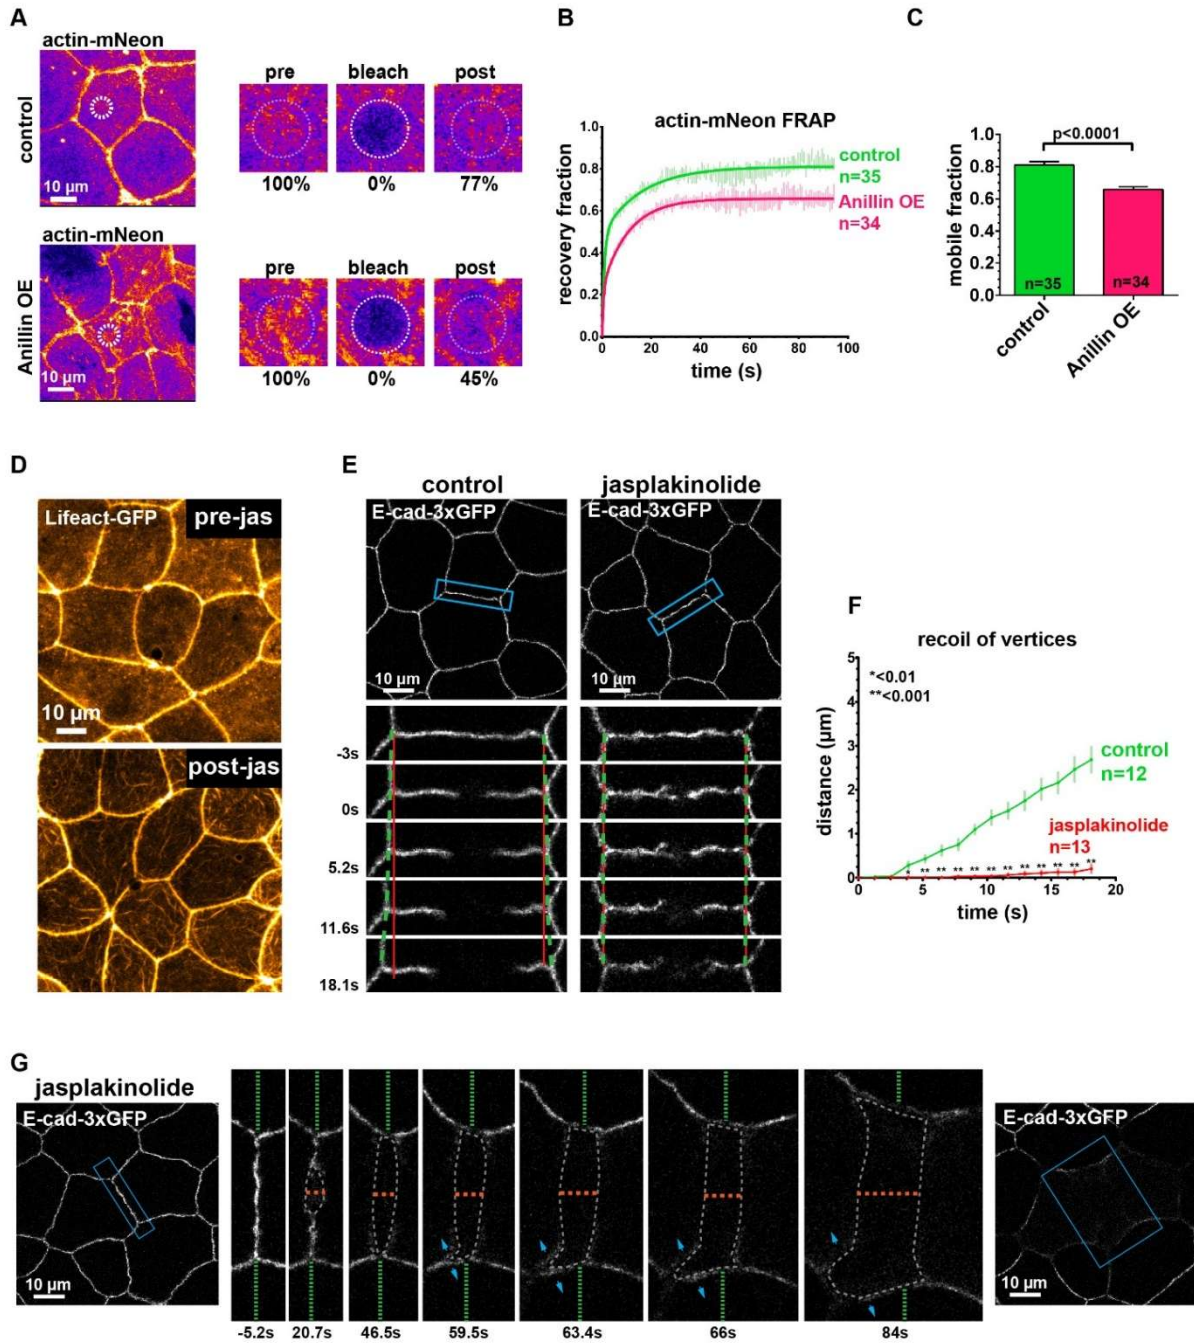 A
actin-mNeon
control
10 µm
pre
bleach
post
100%
0%
77%
actin-mNeon
Anillin OE
10 µm
pre
bleach
post
100%
0%
45%
B
actin-mNeon FRAP
recovery fraction
1.0
0.8
0.6
0.4
0.2
0.0
control
n=35
Anillin OE
n=34
0 20 40 60 80 100
time (s)
C
mobile fraction
1.0
0.8
0.6
0.4
0.2
0.0
p<0.0001
n=35
n=34
control
Anillin OE
D
Lifeact-GFP
pre-jas
10 µm
post-jas
E
control
E-cad-3xGFP
10 µm
jasplakinolide
E-cad-3xGFP
10 µm
-3s
0s
5.2s
11.6s
18.1s
F
recoil of vertices
distance (µm)
5
4
3
2
1
0
*<0.01
**<0.001
control
n=12
jasplakinolide
n=13
* ** ** ** ** ** ** ** ** ** ** **
0 5 10 15 20
time (s)
G
jasplakinolide
E-cad-3xGFP
10 µm
-5.2s 20.7s 46.5s 59.5s 63.4s 66s 84s
E-cad-3xGFP
10 µm